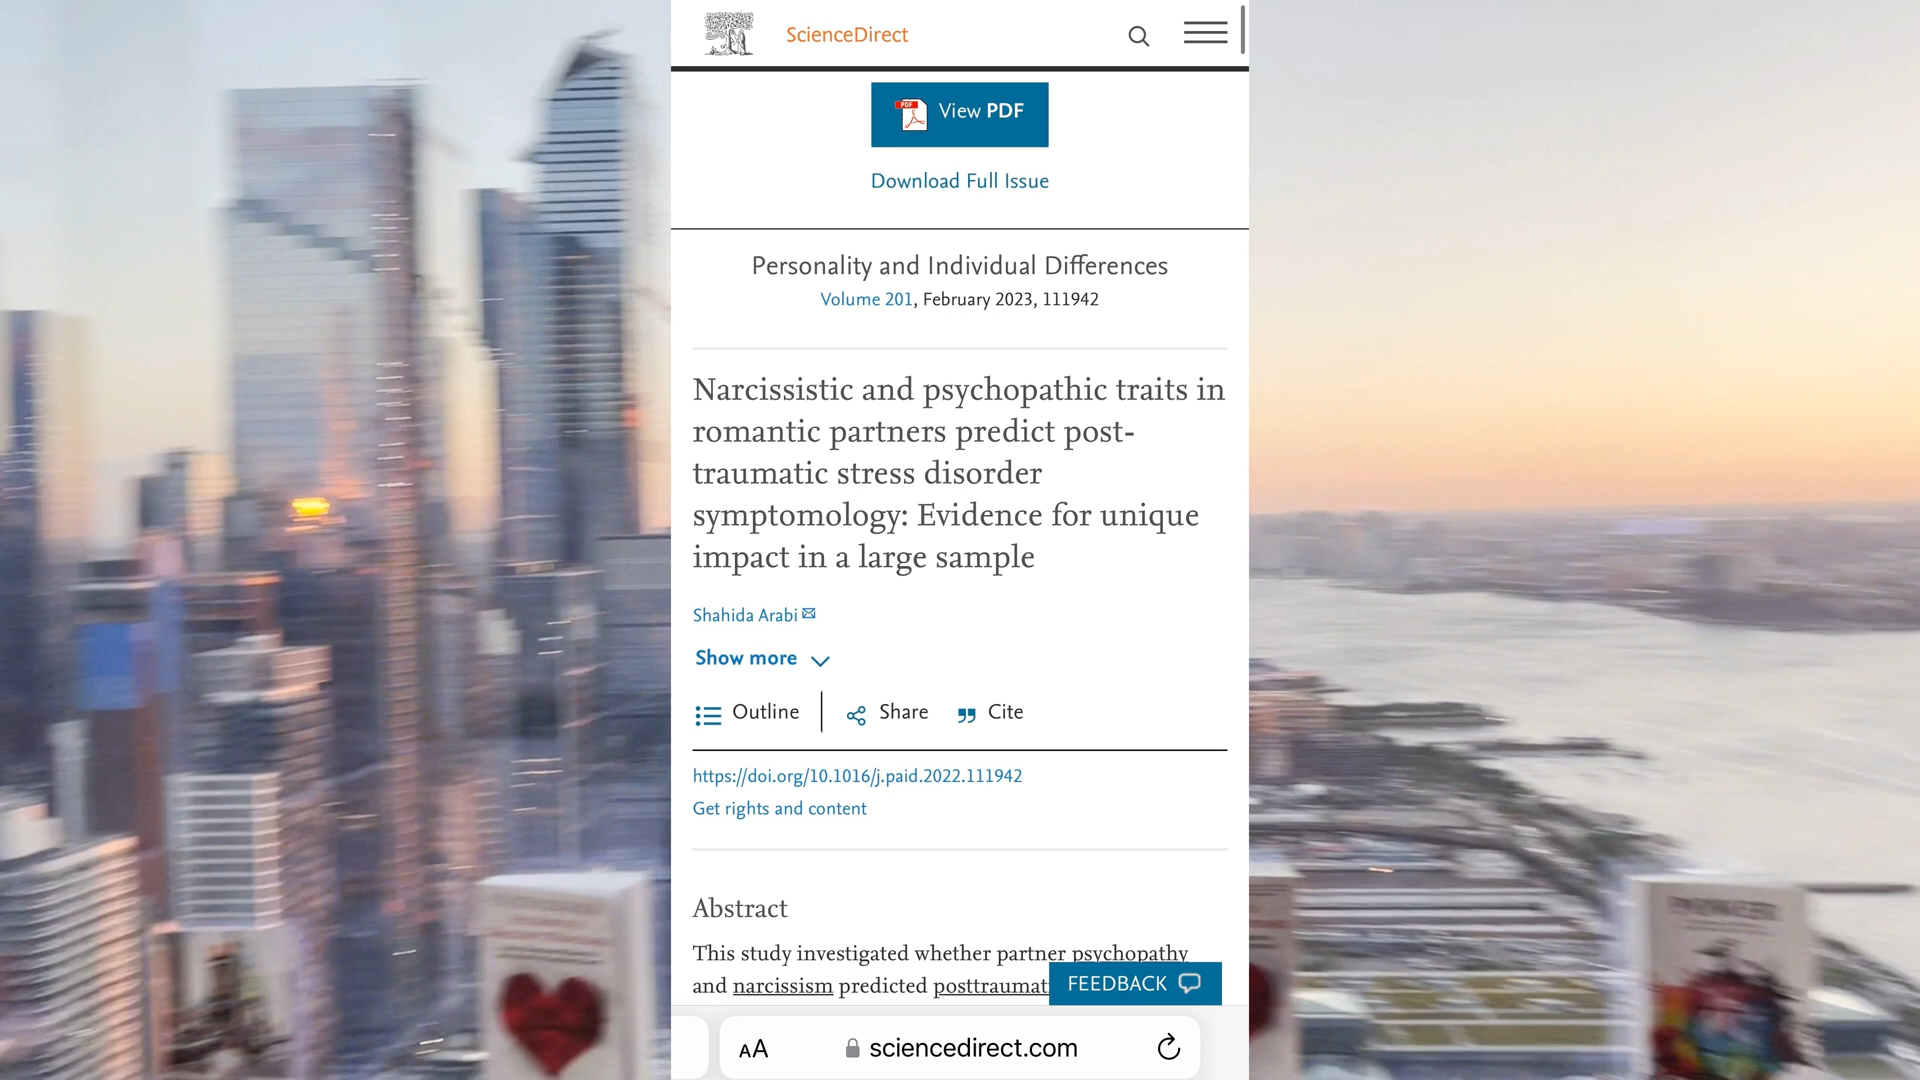 ScienceDirect
PDF
View PDF
Download Full Issue
Personality and Individual Differences
Volume 201, February 2023, 111942
Narcissistic and psychopathic traits in
romantic partners predict post-
traumatic stress disorder
symptomology: Evidence for unique
impact in a large sample
Shahida Arabi
Show more
Outline
Share
Cite
https://doi.org/10.1016/j.paid.2022.111942
Get rights and content
Abstract
This study investigated whether partner psychopathy
and narcissism predicted
FEEDBACK
AA
sciencedirect.com